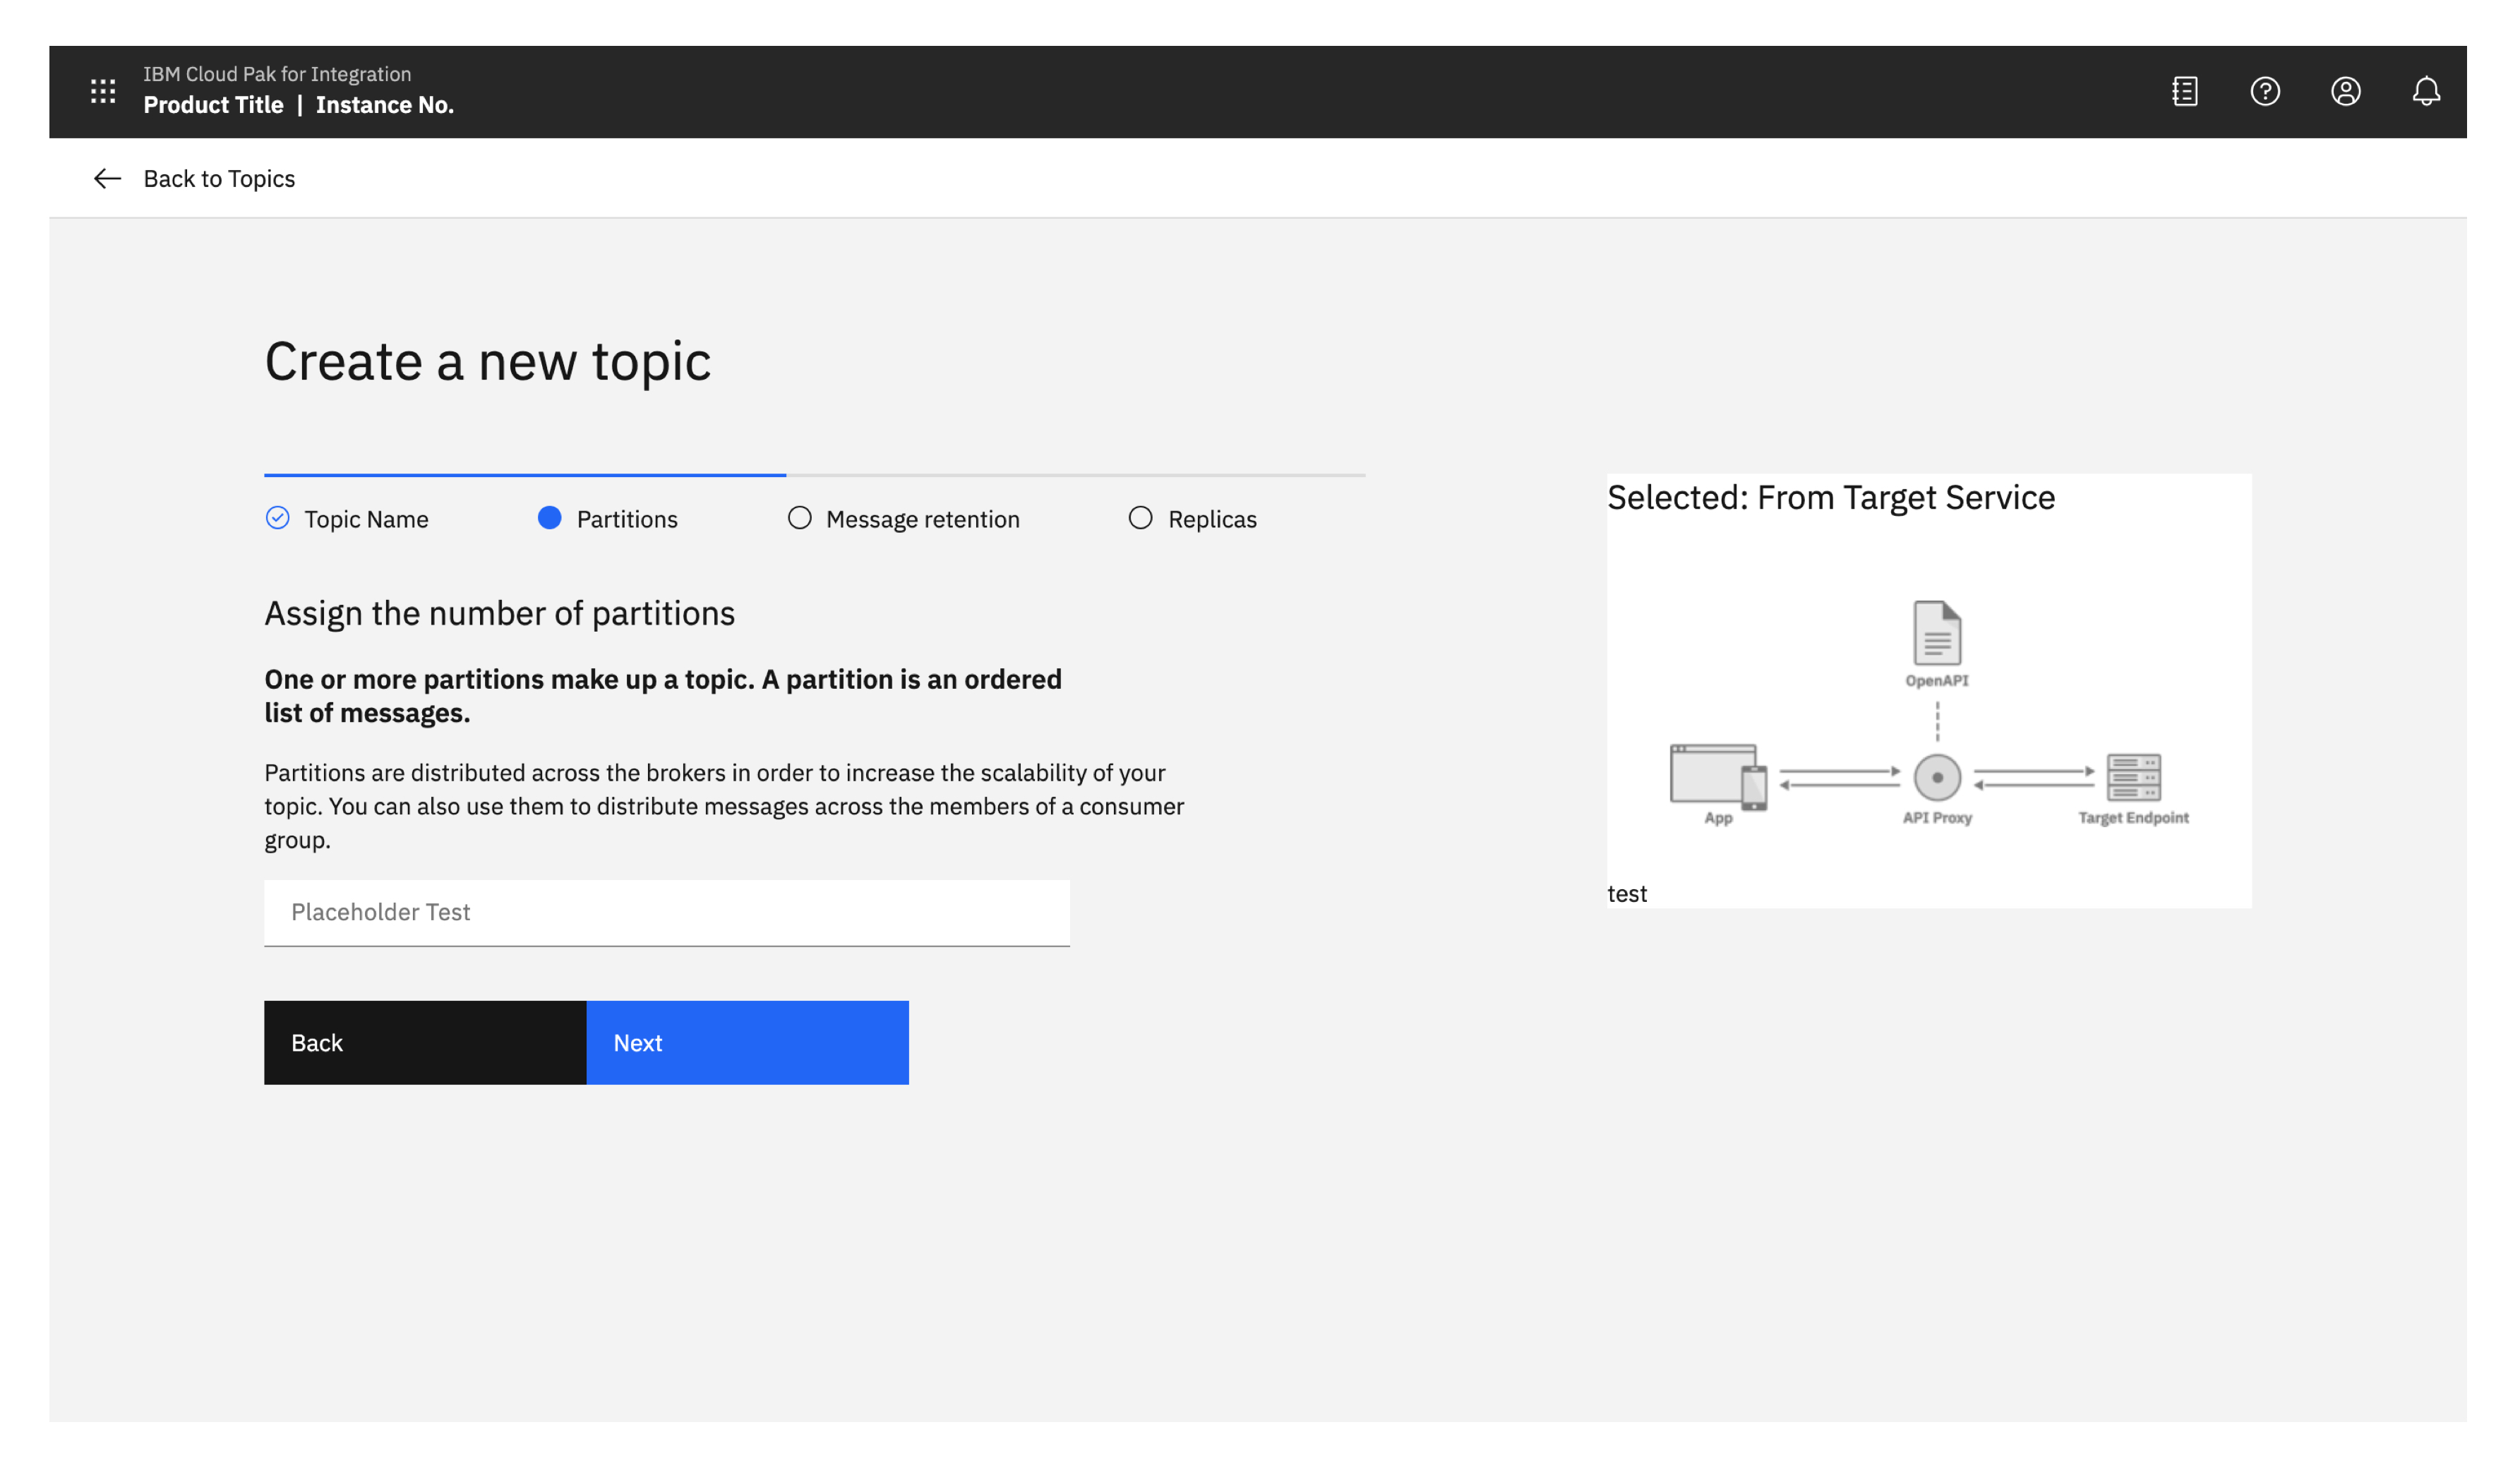 IBM Cloud Pak for Integration
Product Title | Instance No.
Back to Topics
Create a new topic
Topic Name
Partitions
Message retention
Replicas
Assign the number of partitions
One or more partitions make up a topic. A partition is an ordered
list of messages.
Partitions are distributed across the brokers in order to increase the scalability of your
topic. You can also use them to distribute messages across the members of a consumer
group.
Placeholder Test
Back
Next
Selected: From Target Service
OpenAPI
App
API Proxy
Target Endpoint
test